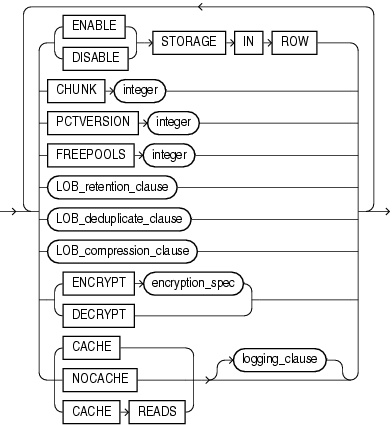 ENABLE
DISABLE
STORAGE IN ROW
CHUNK integer
PCTVERSION integer
FREEPOOLS integer
LOB_retention_clause
LOB_deduplicate_clause
LOB_compression_clause
ENCRYPT encryption_spec
DECRYPT
CACHE
NOCACHE
CACHE READS
logging_clause